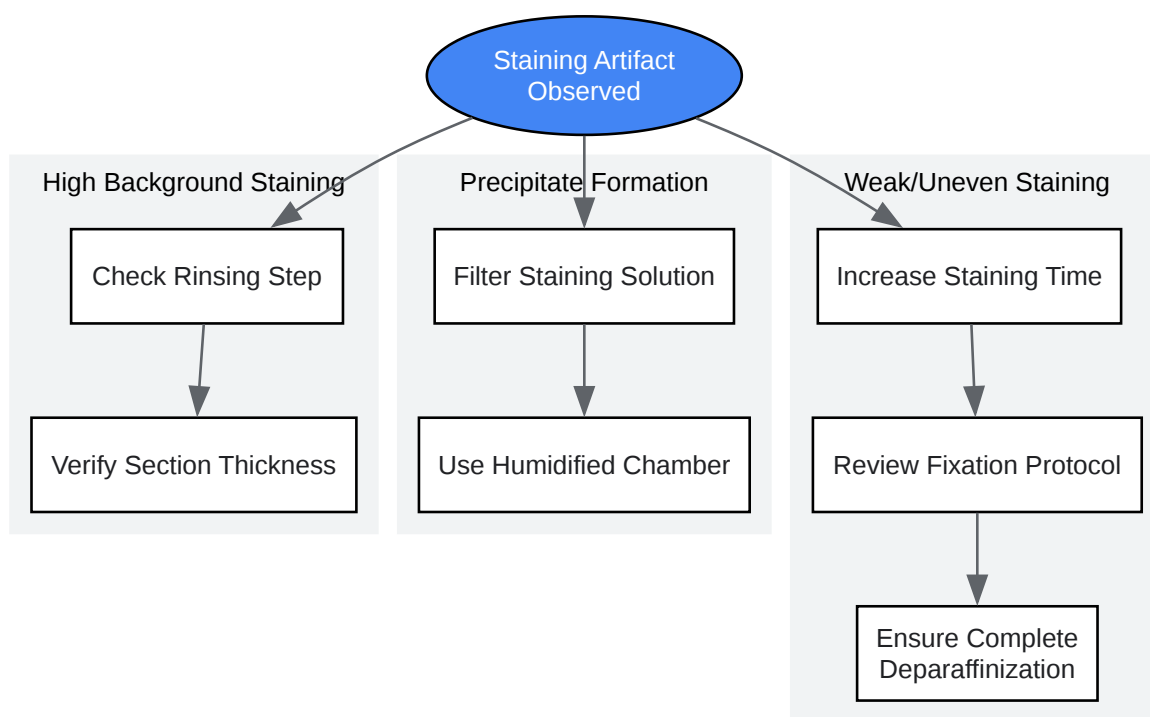 Staining Artifact
Observed
High Background Staining
Precipitate Formation
Weak/Uneven Staining
Check Rinsing Step
Filter Staining Solution
Increase Staining Time
Verify Section Thickness
Use Humidified Chamber
Review Fixation Protocol
Ensure Complete
Deparaffinization